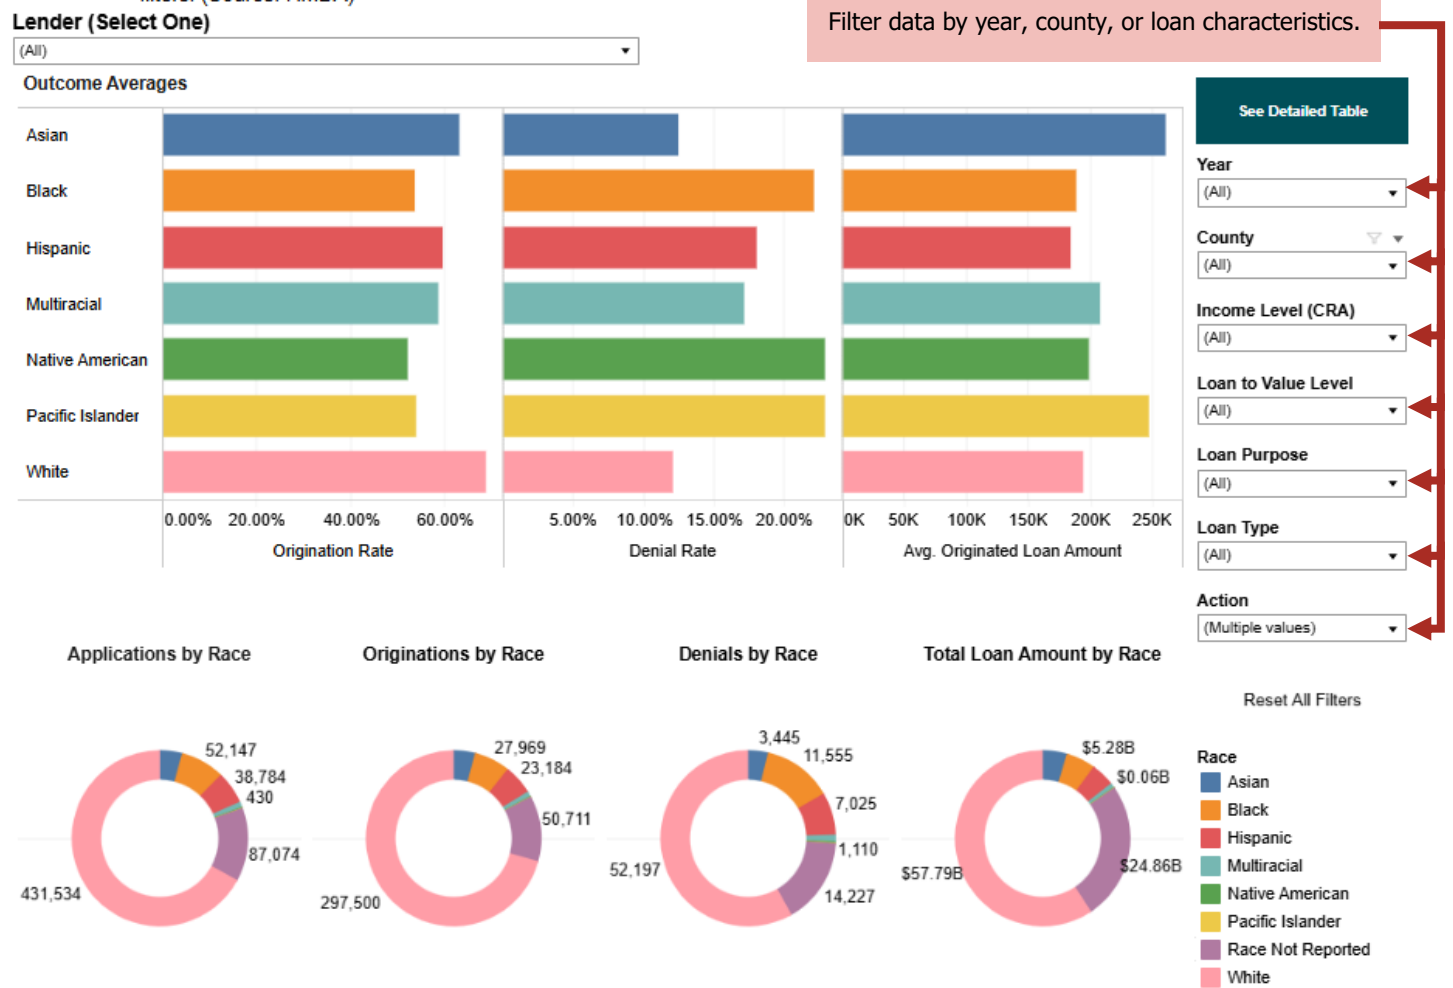 Lender (Select One)
(All)
Filter data by year, county, or loan characteristics.
Outcome Averages
Asian
Black
Hispanic
Multiracial
Native American
Pacific Islander
White
0.00% 20.00% 40.00% 60.00%
5.00% 10.00% 15.00% 20.00%
0K 50K 100K 150K 200K 250K
Origination Rate
Denial Rate
Avg. Originated Loan Amount
See Detailed Table
Year
(All)
County
(All)
Income Level (CRA)
(All)
Loan to Value Level
(All)
Loan Purpose
(All)
Loan Type
(All)
Action
(Multiple values)
Reset All Filters
Applications by Race
52,147
38,784
430
87,074
431,534
Originations by Race
27,969
23,184
50,711
297,500
Denials by Race
3,445
11,555
7,025
1,110
14,227
52,197
Total Loan Amount by Race
$5.28B
$0.06B
$24.86B
$57.79B
Race
Asian
Black
Hispanic
Multiracial
Native American
Pacific Islander
Race Not Reported
White